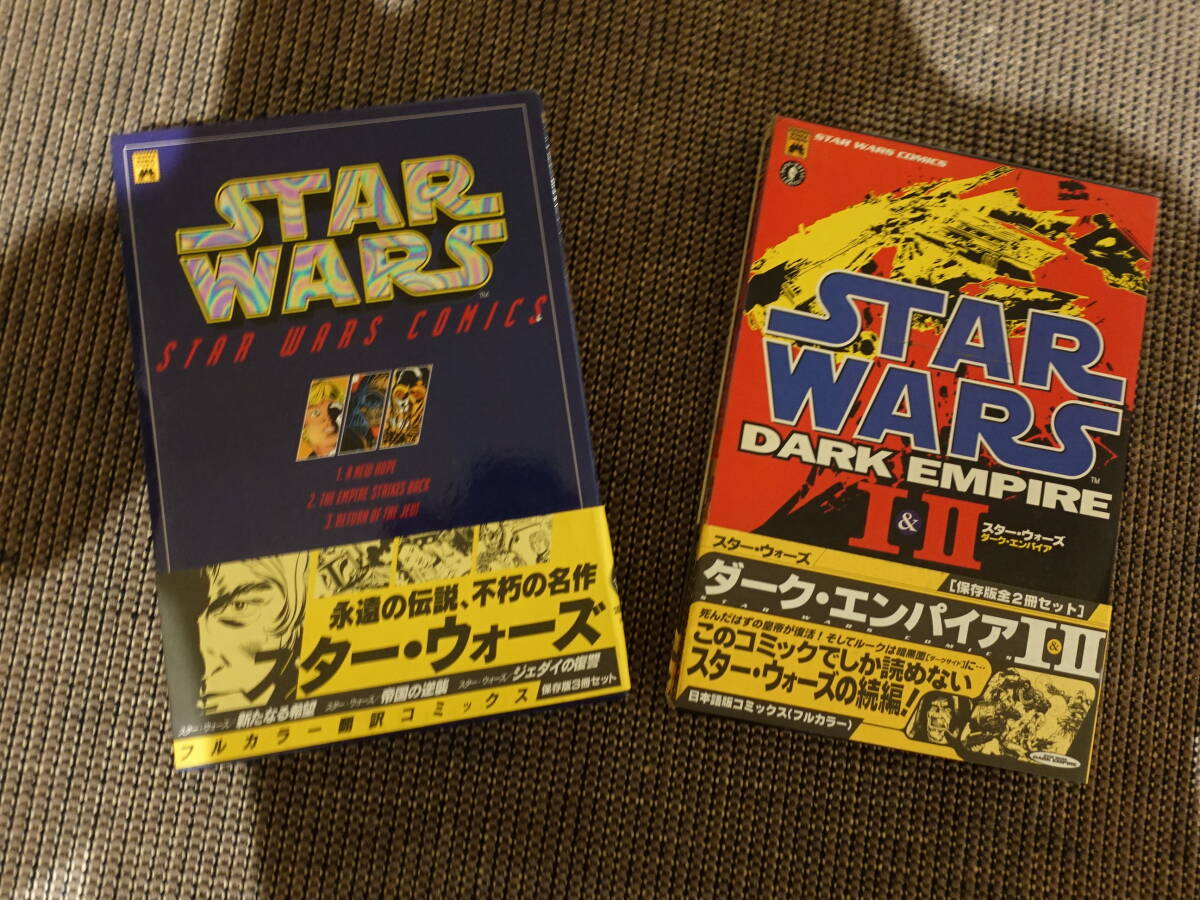 STAR
WARS
TM
STAR WARS COMICS
1. A NEW HOPE
2. THE EMPIRE STRIKES BACK
3. RETURN OF THE JEDI
永遠の伝説、不朽の名作
スター・ウォーズ
スター・ウォーズ/新たなる希望 スター・ウォーズ/帝国の逆襲 スター・ウォーズ/ジェダイの復讐 保存版3冊セット
フルカラー翻訳コミックス
STAR WARS COMICS
STAR
WARS
TM
DARK EMPIRE
I&II
スター・ウォーズ
ダーク・エンパイア
スター・ウォーズ
[保存版全2冊セット]
ダーク・エンパイアI&II
STAR WARS COMIC
死んだはずの皇帝が復活!そしてルークは暗黒面[ダークサイド]に…
このコミックでしか読めない
スター・ウォーズの続編!
日本語版コミックス(フルカラー)
STAR WARS
DARK EMPIRE